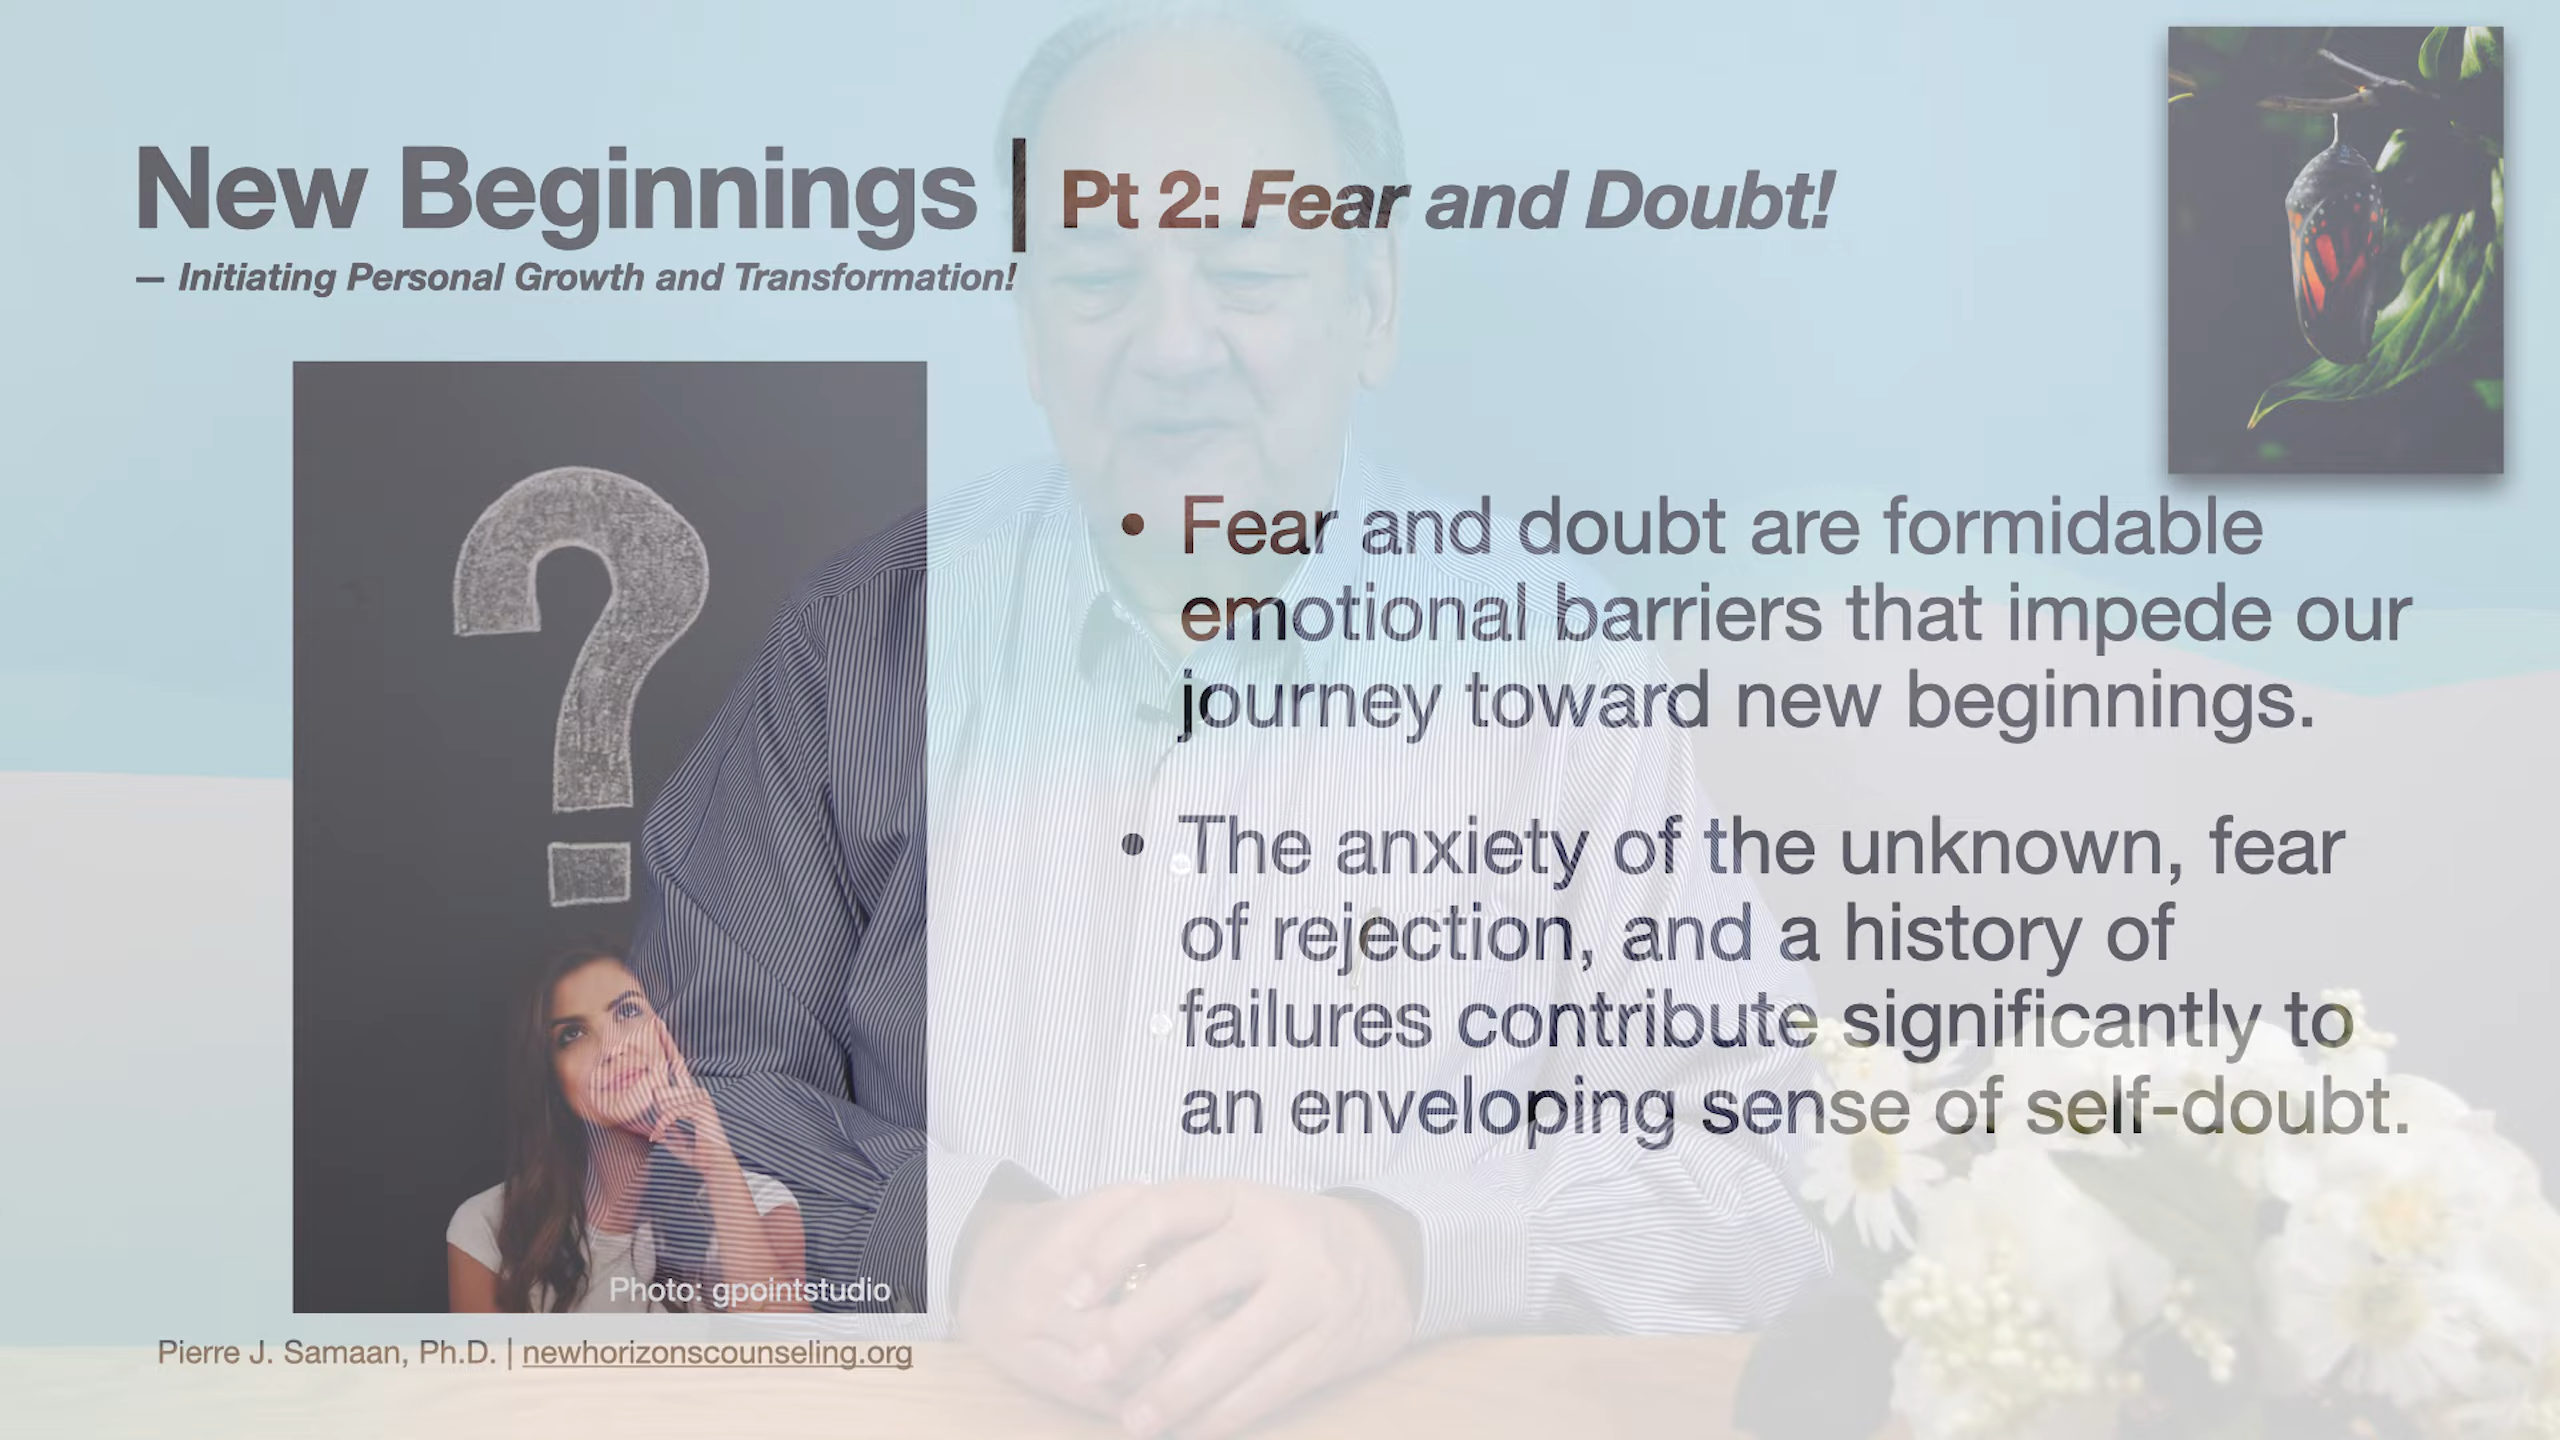 New Beginnings | Pt 2: Fear and Doubt!
— Initiating Personal Growth and Transformation!
?
• Fear and doubt are formidable
emotional barriers that impede our
journey toward new beginnings.
• The anxiety of the unknown, fear
of rejection, and a history of
failures contribute significantly to
an enveloping sense of self-doubt.
Photo: gpointstudio
Pierre J. Samaan, Ph.D. | newhorizonscounseling.org